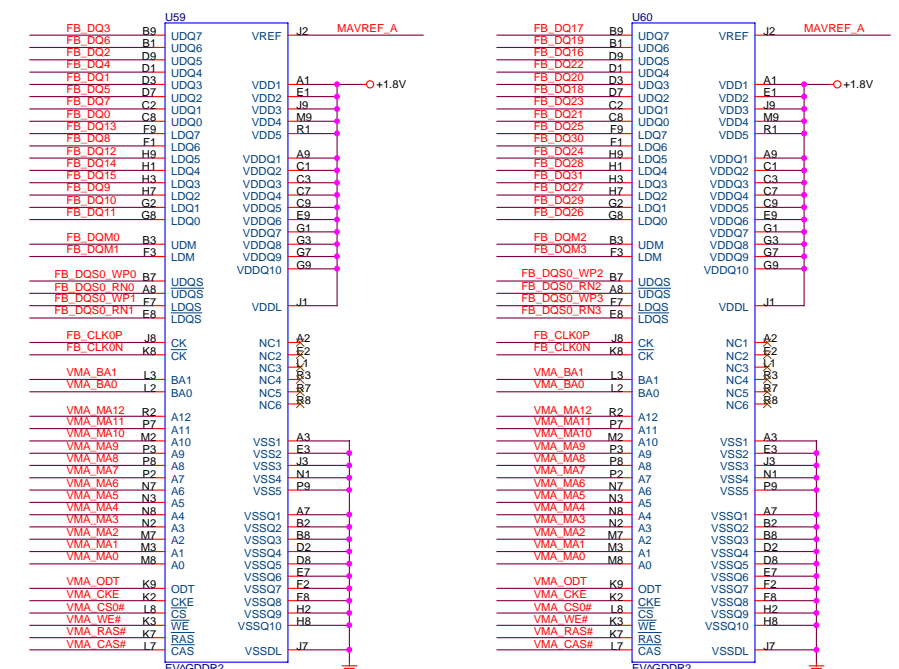 U59
FB_DQ3 B9 UDQ7 VREF J2 MAVREF_A
FB_DQ6 B1 UDQ6
FB_DQ2 D9 UDQ5
FB_DQ4 D1 UDQ4
FB_DQ1 D3 UDQ3 VDD1 A1 +1.8V
FB_DQ5 D7 UDQ2 VDD2 E1
FB_DQ7 C2 UDQ1 VDD3 J9
FB_DQ0 C8 UDQ0 VDD4 M9
FB_DQ13 F9 LDQ7 VDD5 R1
FB_DQ8 F1 LDQ6
FB_DQ12 H9 LDQ5 VDDQ1 A9
FB_DQ14 H1 LDQ4 VDDQ2 C1
FB_DQ15 H3 LDQ3 VDDQ3 C3
FB_DQ9 H7 LDQ2 VDDQ4 C7
FB_DQ10 G2 LDQ1 VDDQ5 C9
FB_DQ11 G8 LDQ0 VDDQ6 E9
VDDQ7 G1
FB_DQM0 B3 UDM VDDQ8 G3
FB_DQM1 F3 LDM VDDQ9 G7
VDDQ10 G9
FB_DQS0_WP0 B7 UDQS
FB_DQS0_RN0 A8 UDQS
FB_DQS0_WP1 F7 LDQS VDDL J1
FB_DQS0_RN1 E8 LDQS
FB_CLK0P J8 CK NC1 A2
FB_CLK0N K8 CK NC2 E2
NC3 L1
VMA_BA1 L3 BA1 NC4 R3
VMA_BA0 L2 BA0 NC5 R7
NC6 R8
VMA_MA12 R2 A12
VMA_MA11 P7 A11
VMA_MA10 M2 A10 VSS1 A3
VMA_MA9 P3 A9 VSS2 E3
VMA_MA8 P8 A8 VSS3 J3
VMA_MA7 P2 A7 VSS4 N1
VMA_MA6 N7 A6 VSS5 P9
VMA_MA5 N3 A5
VMA_MA4 N8 A4 VSSQ1 A7
VMA_MA3 N2 A3 VSSQ2 B2
VMA_MA2 M7 A2 VSSQ3 B8
VMA_MA1 M3 A1 VSSQ4 D2
VMA_MA0 M8 A0 VSSQ5 D8
VSSQ6 E7
VMA_ODT K9 ODT VSSQ7 F2
VMA_CKE K2 CKE VSSQ8 F8
VMA_CS0# L8 CS VSSQ9 H2
VMA_WE# K3 WE VSSQ10 H8
VMA_RAS# K7 RAS
VMA_CAS# L7 CAS VSSDL J7
U60
FB_DQ17 B9 UDQ7 VREF J2 MAVREF_A
FB_DQ19 B1 UDQ6
FB_DQ16 D9 UDQ5
FB_DQ22 D1 UDQ4
FB_DQ20 D3 UDQ3 VDD1 A1 +1.8V
FB_DQ18 D7 UDQ2 VDD2 E1
FB_DQ23 C2 UDQ1 VDD3 J9
FB_DQ21 C8 UDQ0 VDD4 M9
FB_DQ25 F9 LDQ7 VDD5 R1
FB_DQ30 F1 LDQ6
FB_DQ24 H9 LDQ5 VDDQ1 A9
FB_DQ28 H1 LDQ4 VDDQ2 C1
FB_DQ31 H3 LDQ3 VDDQ3 C3
FB_DQ27 H7 LDQ2 VDDQ4 C7
FB_DQ29 G2 LDQ1 VDDQ5 C9
FB_DQ26 G8 LDQ0 VDDQ6 E9
VDDQ7 G1
FB_DQM2 B3 UDM VDDQ8 G3
FB_DQM3 F3 LDM VDDQ9 G7
VDDQ10 G9
FB_DQS0_WP2 B7 UDQS
FB_DQS0_RN2 A8 UDQS
FB_DQS0_WP3 F7 LDQS VDDL J1
FB_DQS0_RN3 E8 LDQS
FB_CLK0P J8 CK NC1 A2
FB_CLK0N K8 CK NC2 E2
NC3 L1
VMA_BA1 L3 BA1 NC4 R3
VMA_BA0 L2 BA0 NC5 R7
NC6 R8
VMA_MA12 R2 A12
VMA_MA11 P7 A11
VMA_MA10 M2 A10 VSS1 A3
VMA_MA9 P3 A9 VSS2 E3
VMA_MA8 P8 A8 VSS3 J3
VMA_MA7 P2 A7 VSS4 N1
VMA_MA6 N7 A6 VSS5 P9
VMA_MA5 N3 A5
VMA_MA4 N8 A4 VSSQ1 A7
VMA_MA3 N2 A3 VSSQ2 B2
VMA_MA2 M7 A2 VSSQ3 B8
VMA_MA1 M3 A1 VSSQ4 D2
VMA_MA0 M8 A0 VSSQ5 D8
VSSQ6 E7
VMA_ODT K9 ODT VSSQ7 F2
VMA_CKE K2 CKE VSSQ8 F8
VMA_CS0# L8 CS VSSQ9 H2
VMA_WE# K3 WE VSSQ10 H8
VMA_RAS# K7 RAS
VMA_CAS# L7 CAS VSSDL J7